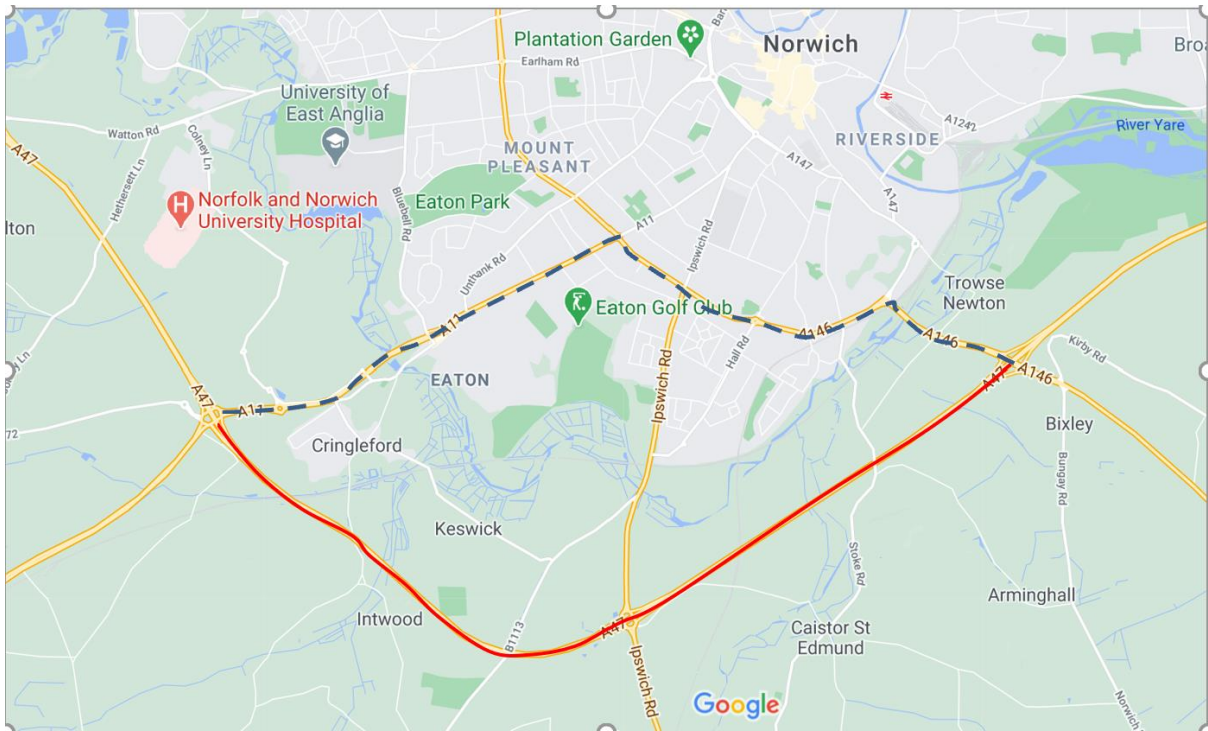 Plantation Garden
Norwich
Earlham Rd
University of
East Anglia
Watton Rd
Colney Ln
A1242
River Yare
RIVERSIDE
MOUNT
PLEASANT
A147
A47
Hethersett Ln
Bluebell Rd
Eaton Park
H
Norfolk and Norwich
University Hospital
A147
A11
Ipswich Rd
Unthank Rd
Trowse
Newton
Eaton Golf Club
A11
A146
A146
Hall Rd
Kirby Rd
EATON
Ipswich Rd
A47
A146
A47
A11
Bixley
Cringleford
Bungay Rd
Keswick
Stoke Rd
Arminghall
Intwood
A47
B1113
Caistor St
Edmund
Ipswich Rd
Google